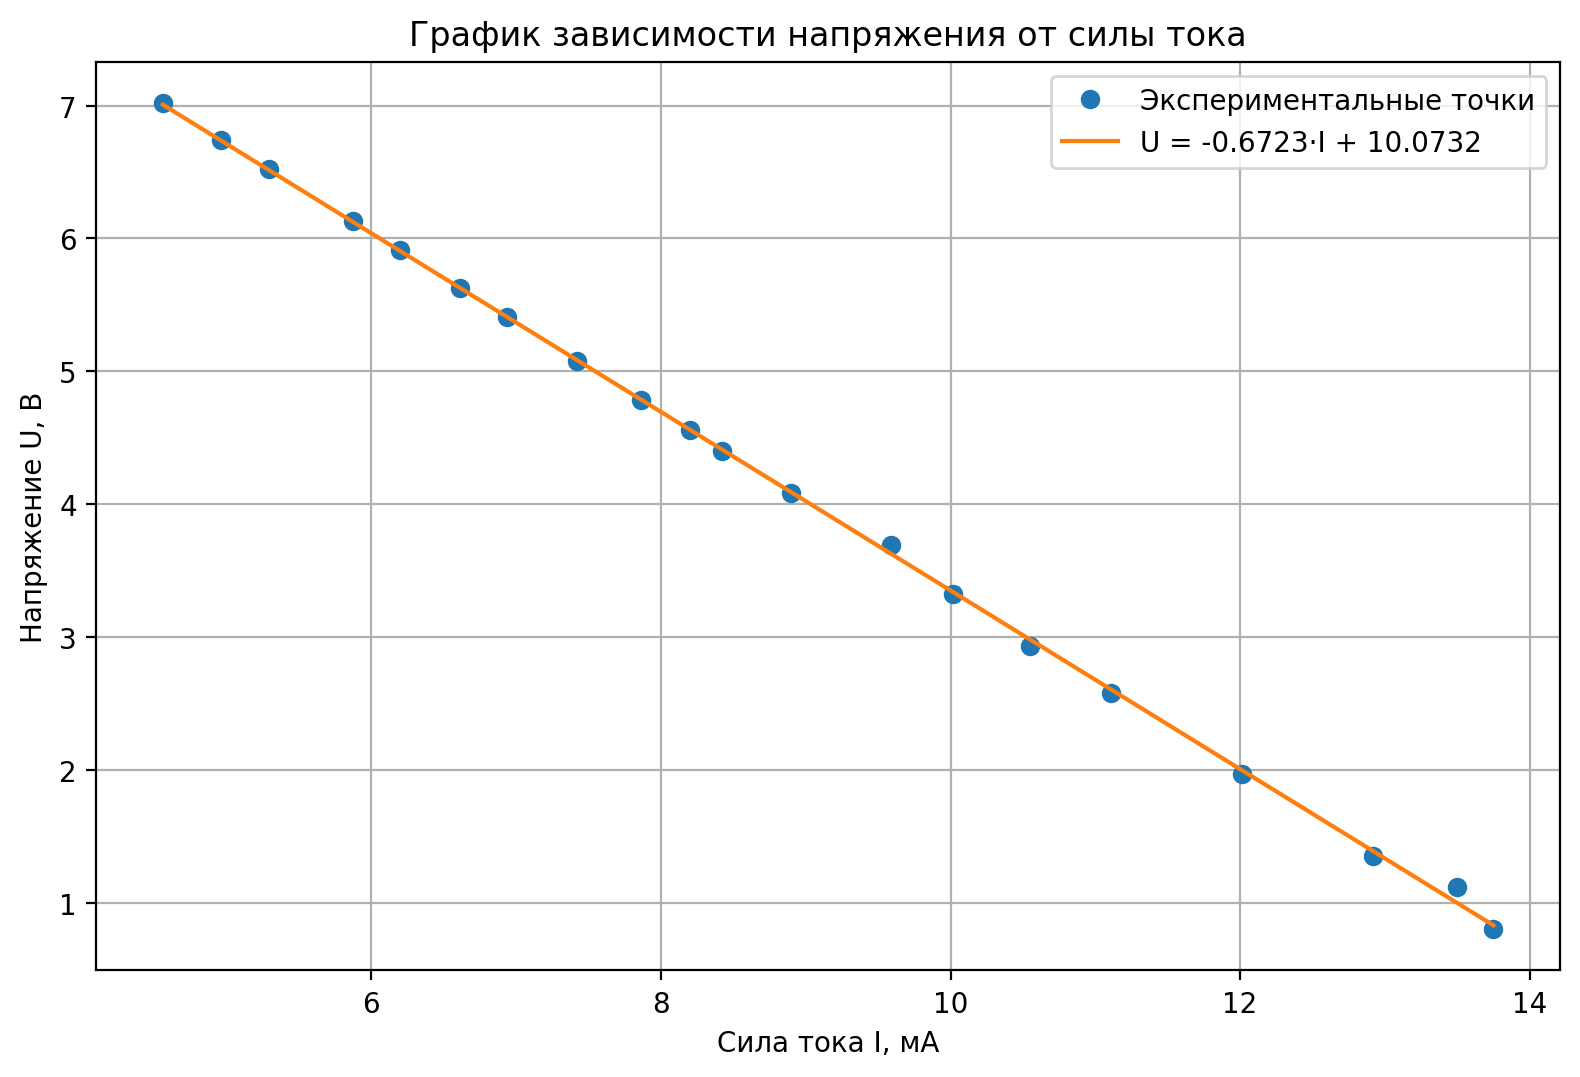 График зависимости напряжения от силы тока
Экспериментальные точки
U = -0.6723·I + 10.0732
Напряжение U, В
7
6
5
4
3
2
1
6
8
10
12
14
Сила тока I, мА